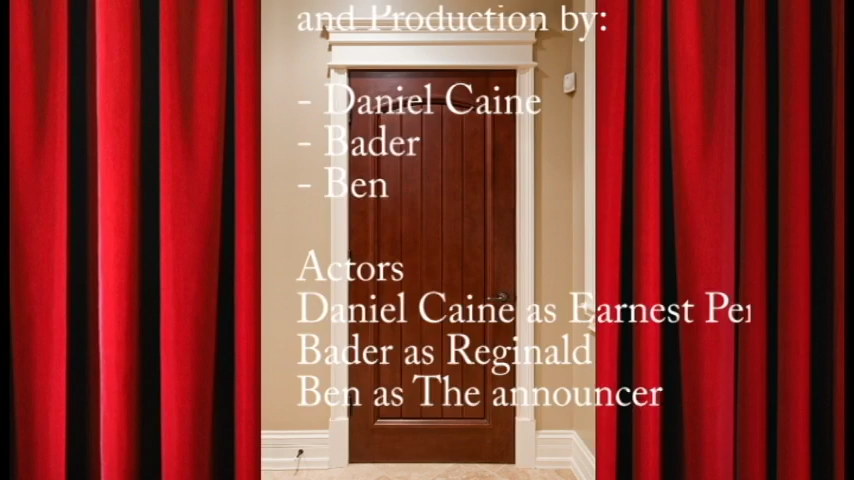 and Production by:
- Daniel Caine
- Bader
- Ben
Actors
Daniel Caine as Earnest
Bader as Reginald
Ben as The announcer